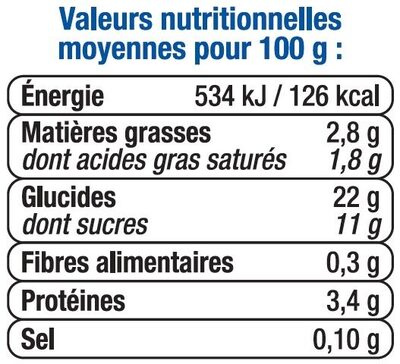 Valeurs nutritionnelles
moyennes pour 100 g :
Énergie 534 kJ / 126 kcal
Matières grasses 2,8 g
dont acides gras saturés 1,8 g
Glucides 22 g
dont sucres 11 g
Fibres alimentaires 0,3 g
Protéines 3,4 g
Sel 0,10 g